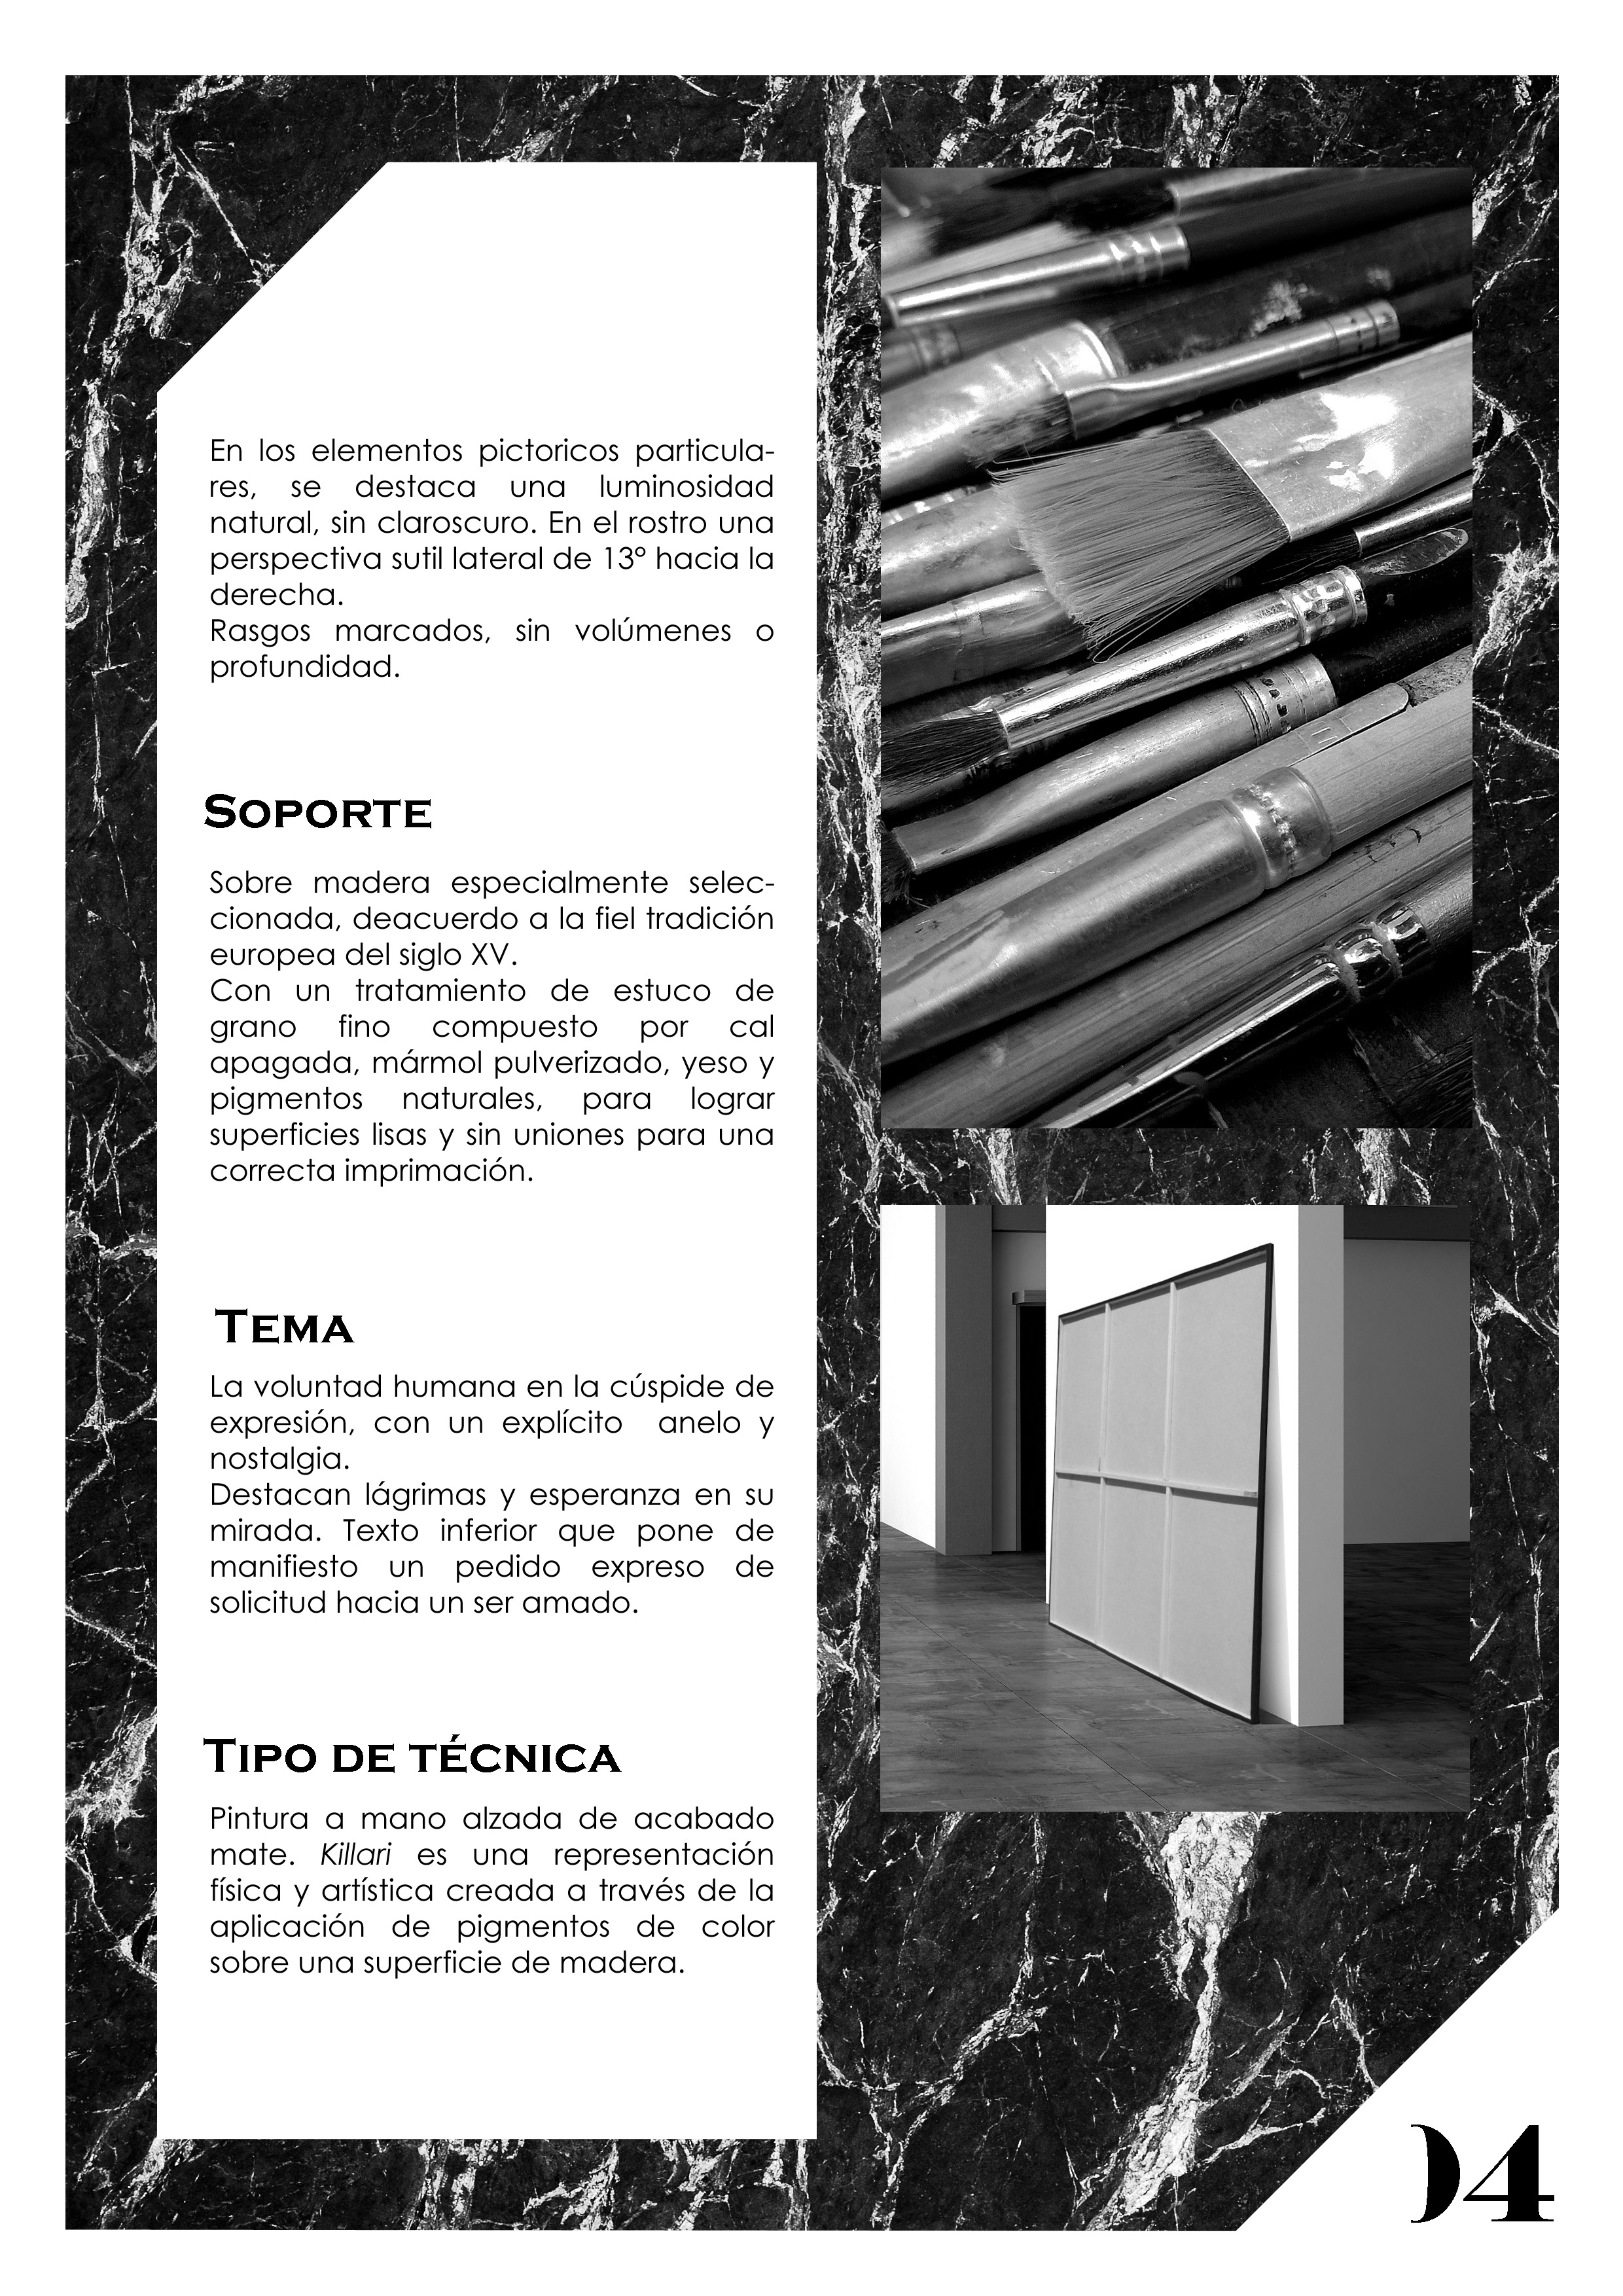 En los elementos pictoricos particula-
res, se destaca una luminosidad
natural, sin claroscuro. En el rostro una
perspectiva sutil lateral de 13° hacia la
derecha.
Rasgos marcados, sin volúmenes o
profundidad.
Soporte
Sobre madera especialmente selec-
cionada, deacuerdo a la fiel tradición
europea del siglo XV.
Con un tratamiento de estuco de
grano fino compuesto por cal
apagada, mármol pulverizado, yeso y
pigmentos naturales, para lograr
superficies lisas y sin uniones para una
correcta imprimación.
Tema
La voluntad humana en la cúspide de
expresión, con un explícito anelo y
nostalgia.
Destacan lágrimas y esperanza en su
mirada. Texto inferior que pone de
manifiesto un pedido expreso de
solicitud hacia un ser amado.
Tipo de técnica
Pintura a mano alzada de acabado
mate. Killari es una representación
física y artística creada a través de la
aplicación de pigmentos de color
sobre una superficie de madera.
04